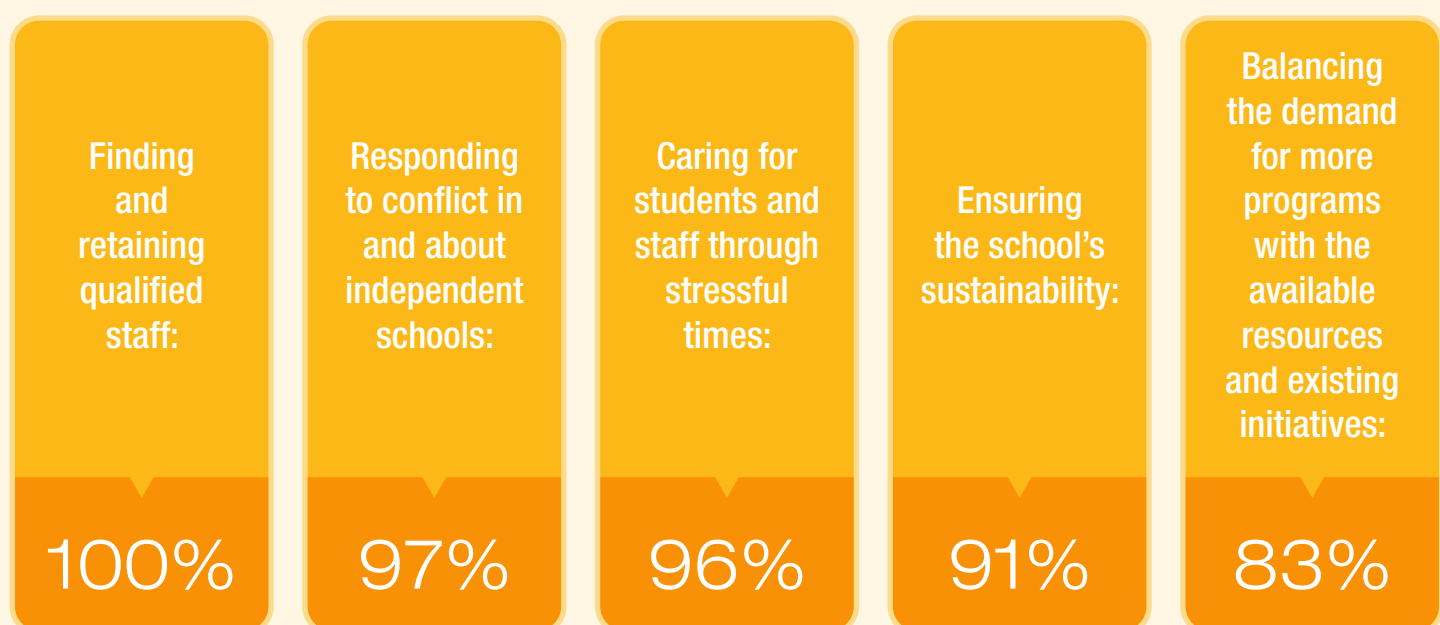 Finding
and
retaining
qualified
staff:
100%
Responding
to conflict in
and about
independent
schools:
97%
Caring for
students and
staff through
stressful
times:
96%
Ensuring
the school’s
sustainability:
91%
Balancing
the demand
for more
programs
with the
available
resources
and existing
initiatives:
83%